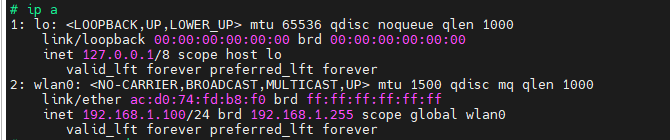 # ip a
1: lo: <LOOPBACK,UP,LOWER_UP> mtu 65536 qdisc noqueue qlen 1000
    link/loopback 00:00:00:00:00:00 brd 00:00:00:00:00:00
    inet 127.0.0.1/8 scope host lo
       valid_lft forever preferred_lft forever
2: wlan0: <NO-CARRIER,BROADCAST,MULTICAST,UP> mtu 1500 qdisc mq qlen 1000
    link/ether ac:d0:74:fd:b8:f0 brd ff:ff:ff:ff:ff:ff
    inet 192.168.1.100/24 brd 192.168.1.255 scope global wlan0
       valid_lft forever preferred_lft forever